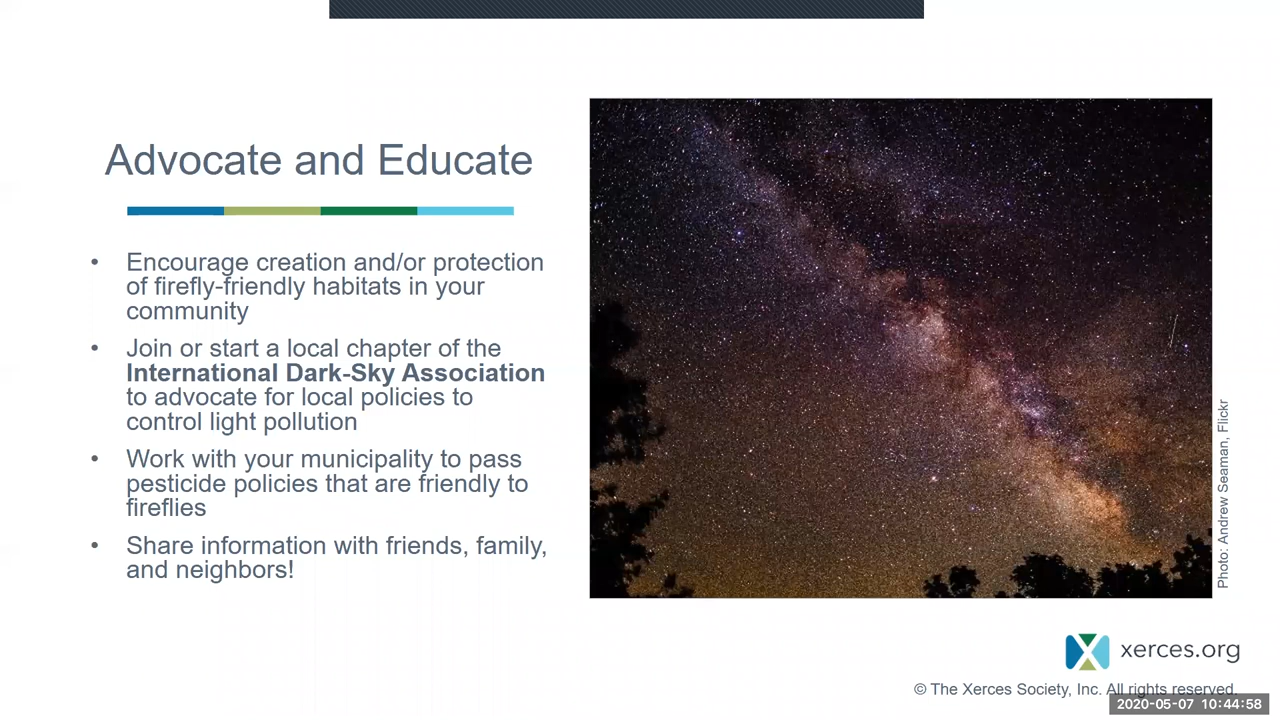 Advocate and Educate
• Encourage creation and/or protection
of firefly-friendly habitats in your
community
• Join or start a local chapter of the
International Dark-Sky Association
to advocate for local policies to
control light pollution
• Work with your municipality to pass
pesticide policies that are friendly to
fireflies
• Share information with friends, family,
and neighbors!
Photo: Andrew Seaman, Flickr
xerces.org
© The Xerces Society, Inc. All rights reserved.
2020-05-07 10:44:58